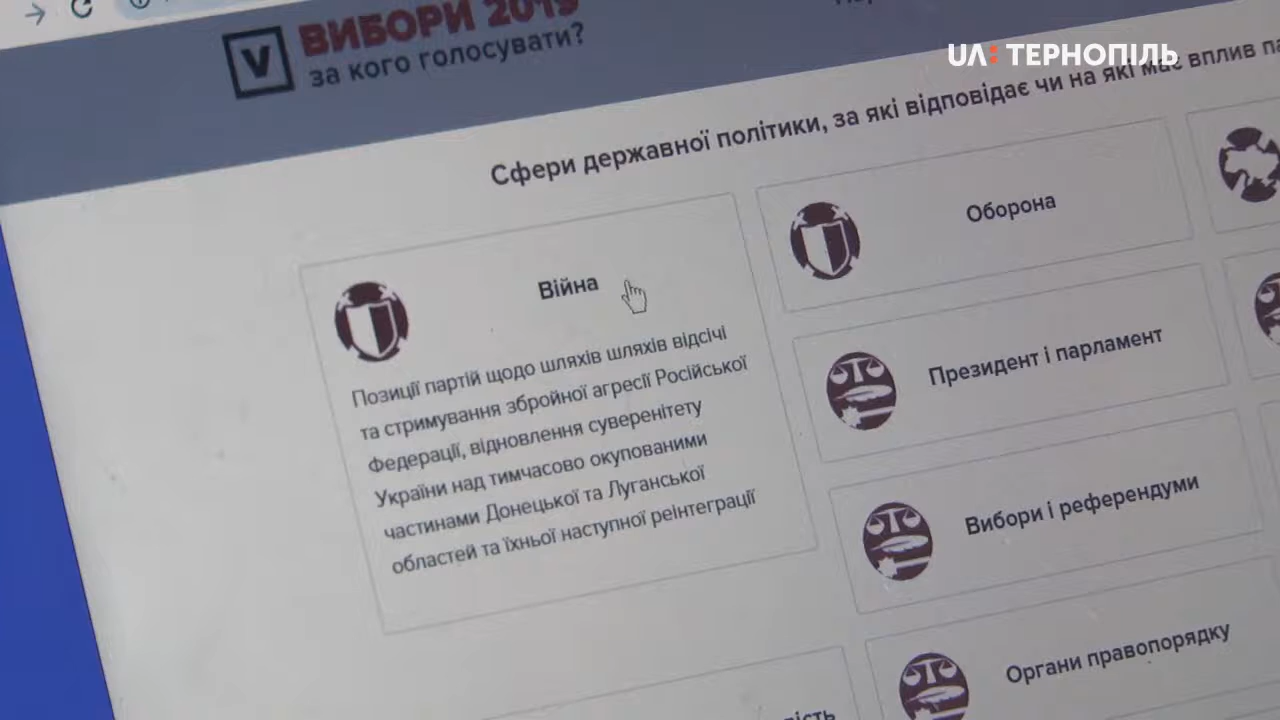 ВИБОРИ 2019
за кого голосувати?
UA: ТЕРНОПІЛЬ
Сфери державної політики, за які відповідає чи на які має вплив
Війна
Позиції партій щодо шляхів шляхів відсічі
та стримування збройної агресії Російської
Федерації, відновлення суверенітету
України над тимчасово окупованими
частинами Донецької та Луганської
областей та їхньої наступної реінтеграції
Оборона
Президент і парламент
Вибори і референдуми
Органи правопорядку